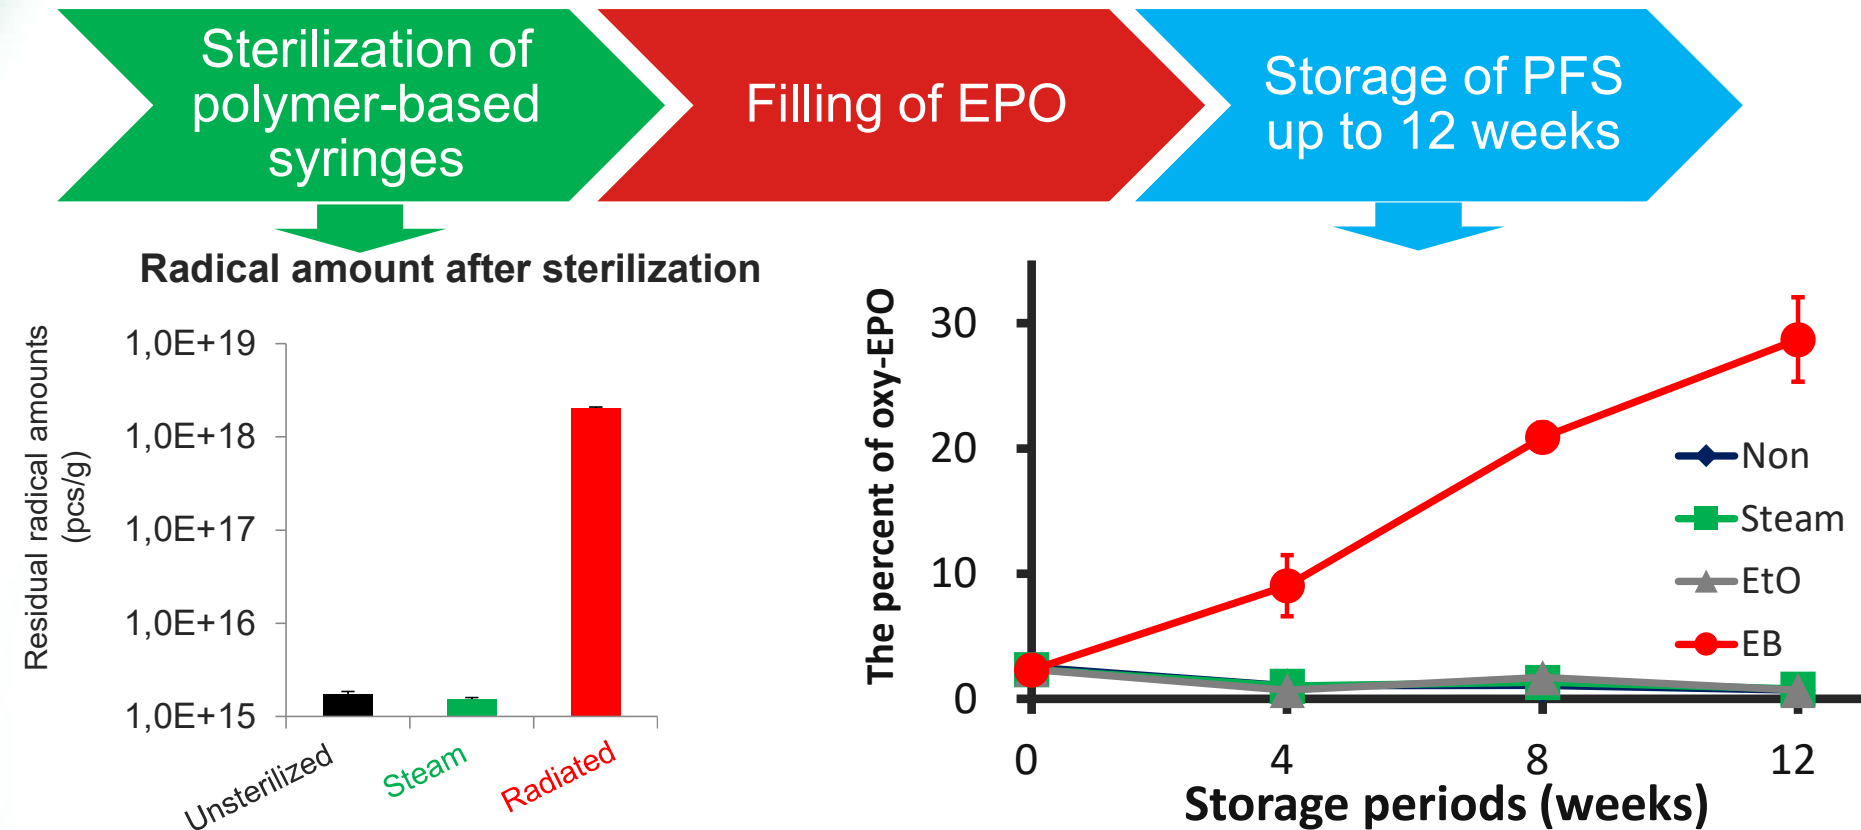 Sterilization of
polymer-based
syringes
Filling of EPO
Storage of PFS
up to 12 weeks
Radical amount after sterilization
Residual radical amounts
(pcs/g)
1,0E+19
1,0E+18
1,0E+17
1,0E+16
1,0E+15
Unsterilized
Steam
Radiated
The percent of oxy-EPO
30
20
10
0
0
4
8
12
Storage periods (weeks)
Non
Steam
EtO
EB